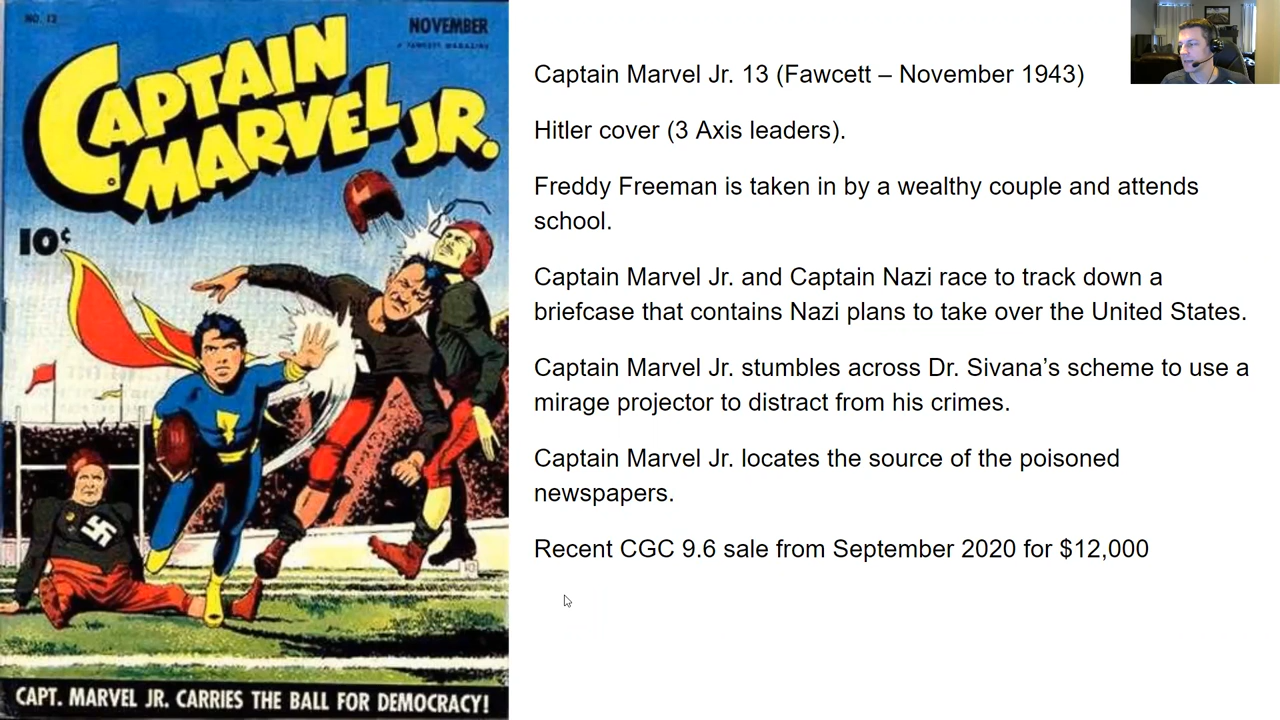 NO. 13
NOVEMBER
A FAWCETT MAGAZINE
CAPTAIN
MARVEL JR.
10¢
CAPT. MARVEL JR. CARRIES THE BALL FOR DEMOCRACY!
Captain Marvel Jr. 13 (Fawcett – November 1943)
Hitler cover (3 Axis leaders).
Freddy Freeman is taken in by a wealthy couple and attends
school.
Captain Marvel Jr. and Captain Nazi race to track down a
briefcase that contains Nazi plans to take over the United States.
Captain Marvel Jr. stumbles across Dr. Sivana’s scheme to use a
mirage projector to distract from his crimes.
Captain Marvel Jr. locates the source of the poisoned
newspapers.
Recent CGC 9.6 sale from September 2020 for $12,000